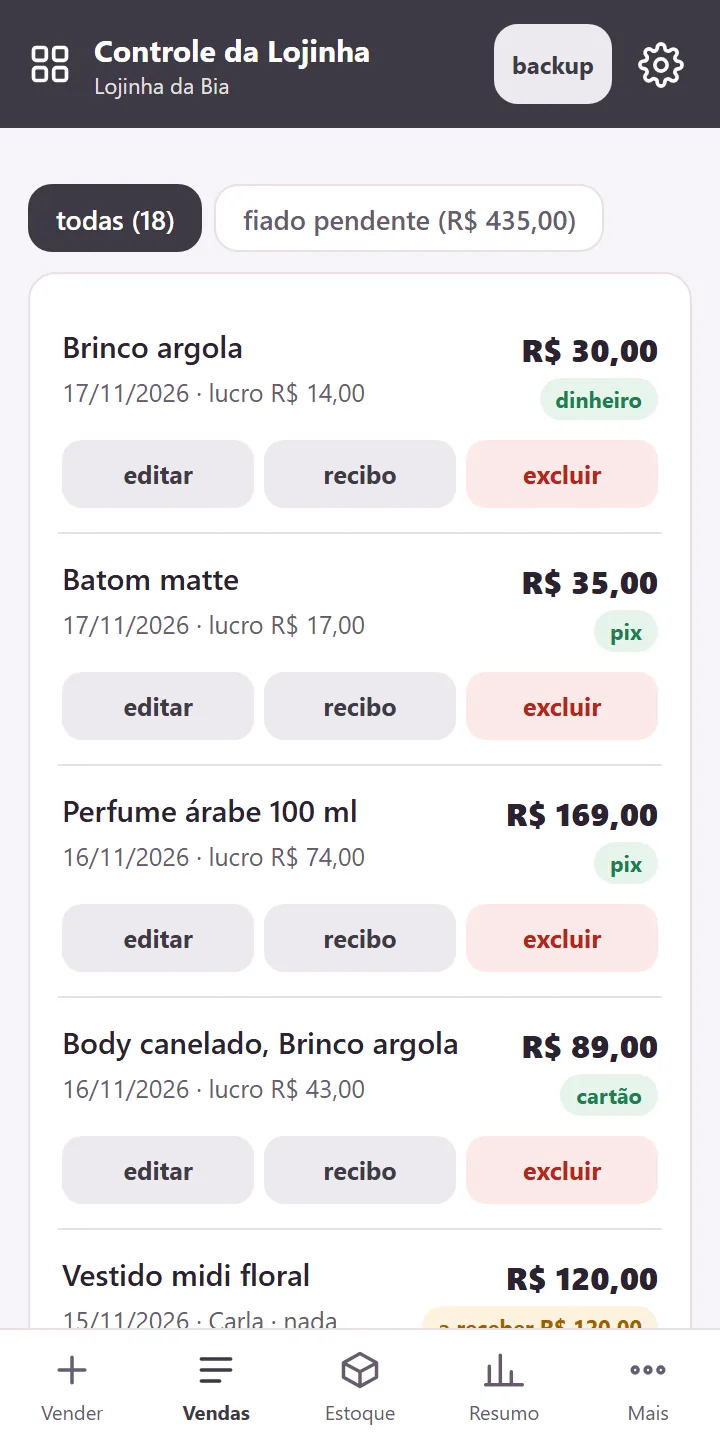 Controle da Lojinha
Lojinha da Bia
backup
todas (18)
fiado pendente (R$ 435,00)
Brinco argola
R$ 30,00
17/11/2026 · lucro R$ 14,00
dinheiro
editar
recibo
excluir
Batom matte
R$ 35,00
17/11/2026 · lucro R$ 17,00
pix
editar
recibo
excluir
Perfume árabe 100 ml
R$ 169,00
16/11/2026 · lucro R$ 74,00
pix
editar
recibo
excluir
Body canelado, Brinco argola
R$ 89,00
16/11/2026 · lucro R$ 43,00
cartão
editar
recibo
excluir
Vestido midi floral
R$ 120,00
15/11/2026 · Carla · nada
a receber R$ 120,00
Vender
Vendas
Estoque
Resumo
Mais